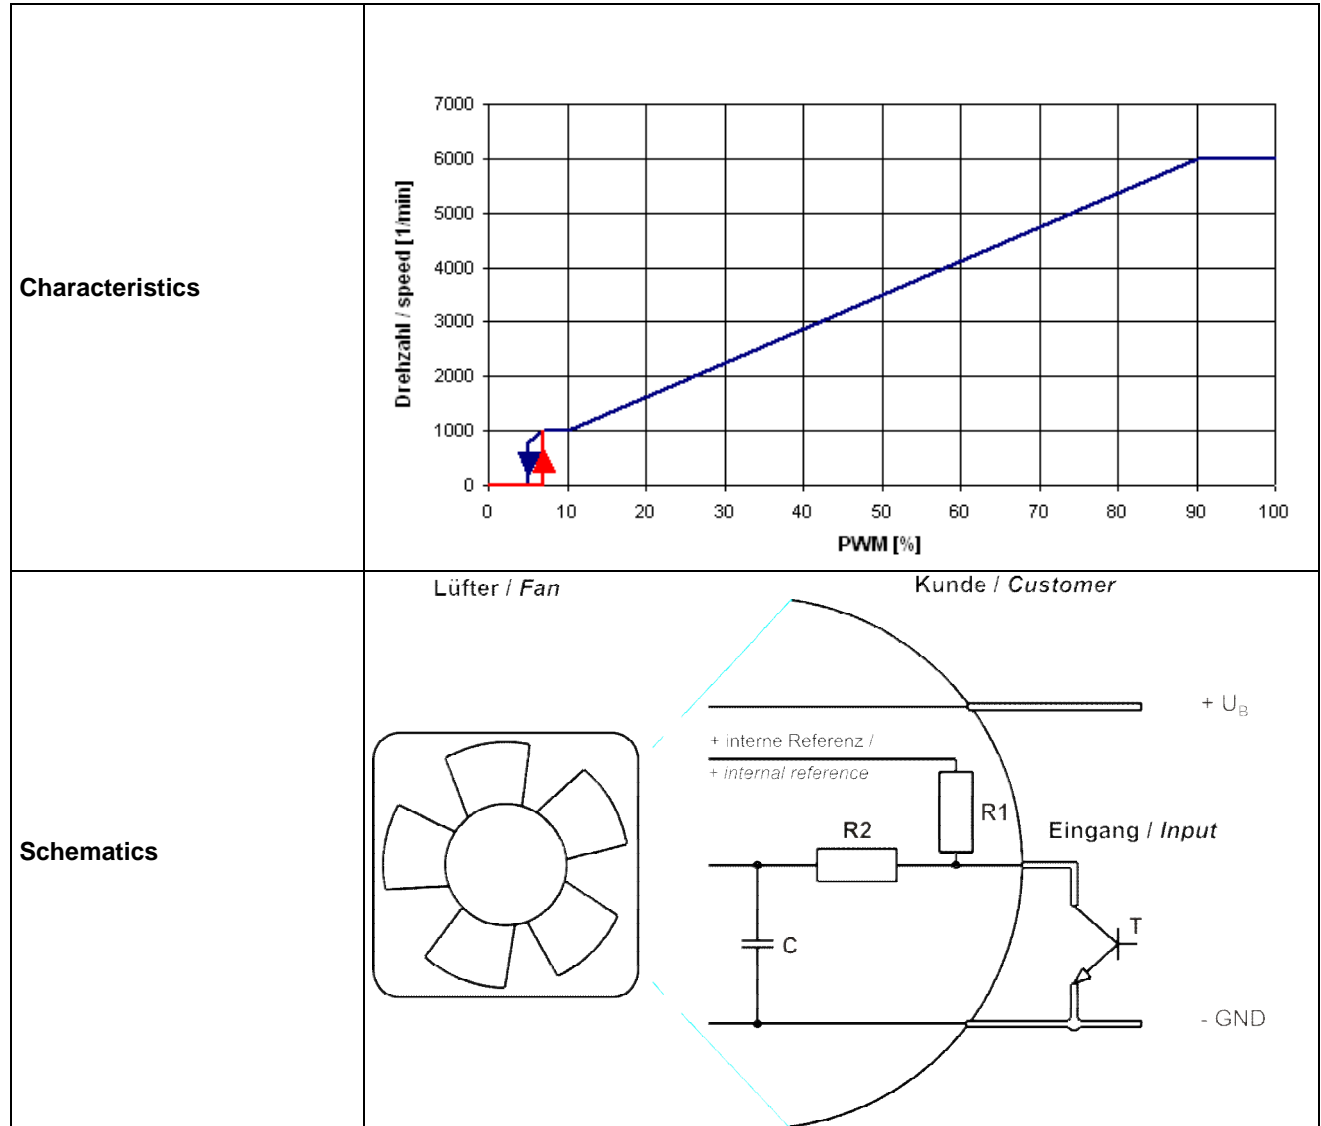 Characteristics
7000
6000
5000
4000
3000
2000
1000
0
Drehzahl / speed [1/min]
0 10 20 30 40 50 60 70 80 90 100
PWM [%]
Schematics
Lüfter / Fan
Kunde / Customer
+ U_B
+ interne Referenz /
+ internal reference
R1
R2
Eingang / Input
C
T
- GND